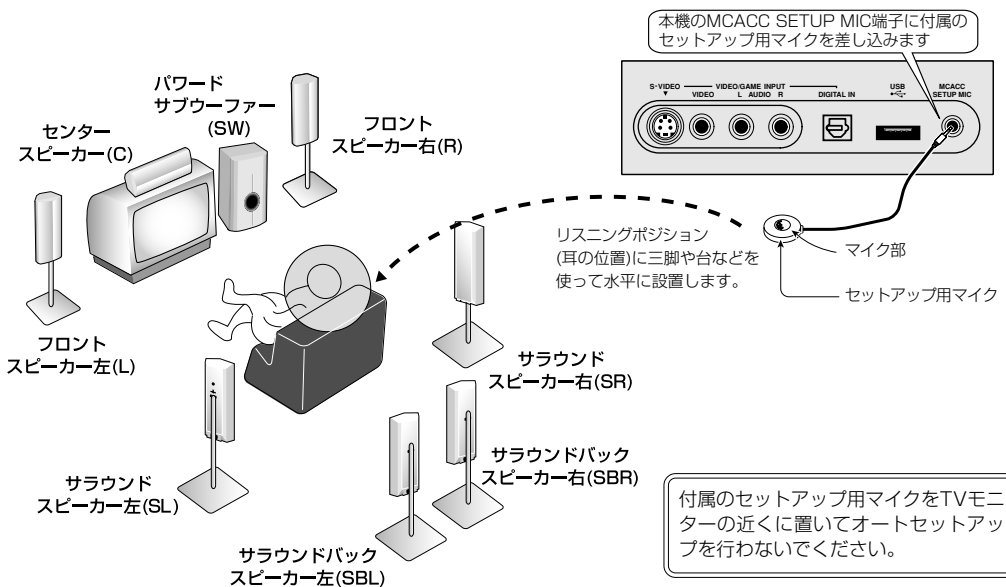 本機のMCACC SETUP MIC端子に付属の
セットアップ用マイクを差し込みます
S-VIDEO
VIDEO/GAME INPUT
VIDEO
L AUDIO R
DIGITAL IN
USB
MCACC
SETUP MIC
パワード
サブウーファー
(SW)
フロント
スピーカー右(R)
センター
スピーカー(C)
リスニングポジション
(耳の位置)に三脚や台などを
使って水平に設置します。
マイク部
セットアップ用マイク
フロント
スピーカー左(L)
サラウンド
スピーカー右(SR)
サラウンドバック
スピーカー右(SBR)
サラウンド
スピーカー左(SL)
サラウンドバック
スピーカー左(SBL)
付属のセットアップ用マイクをTVモニ
ターの近くに置いてオートセットアッ
プを行わないでください。